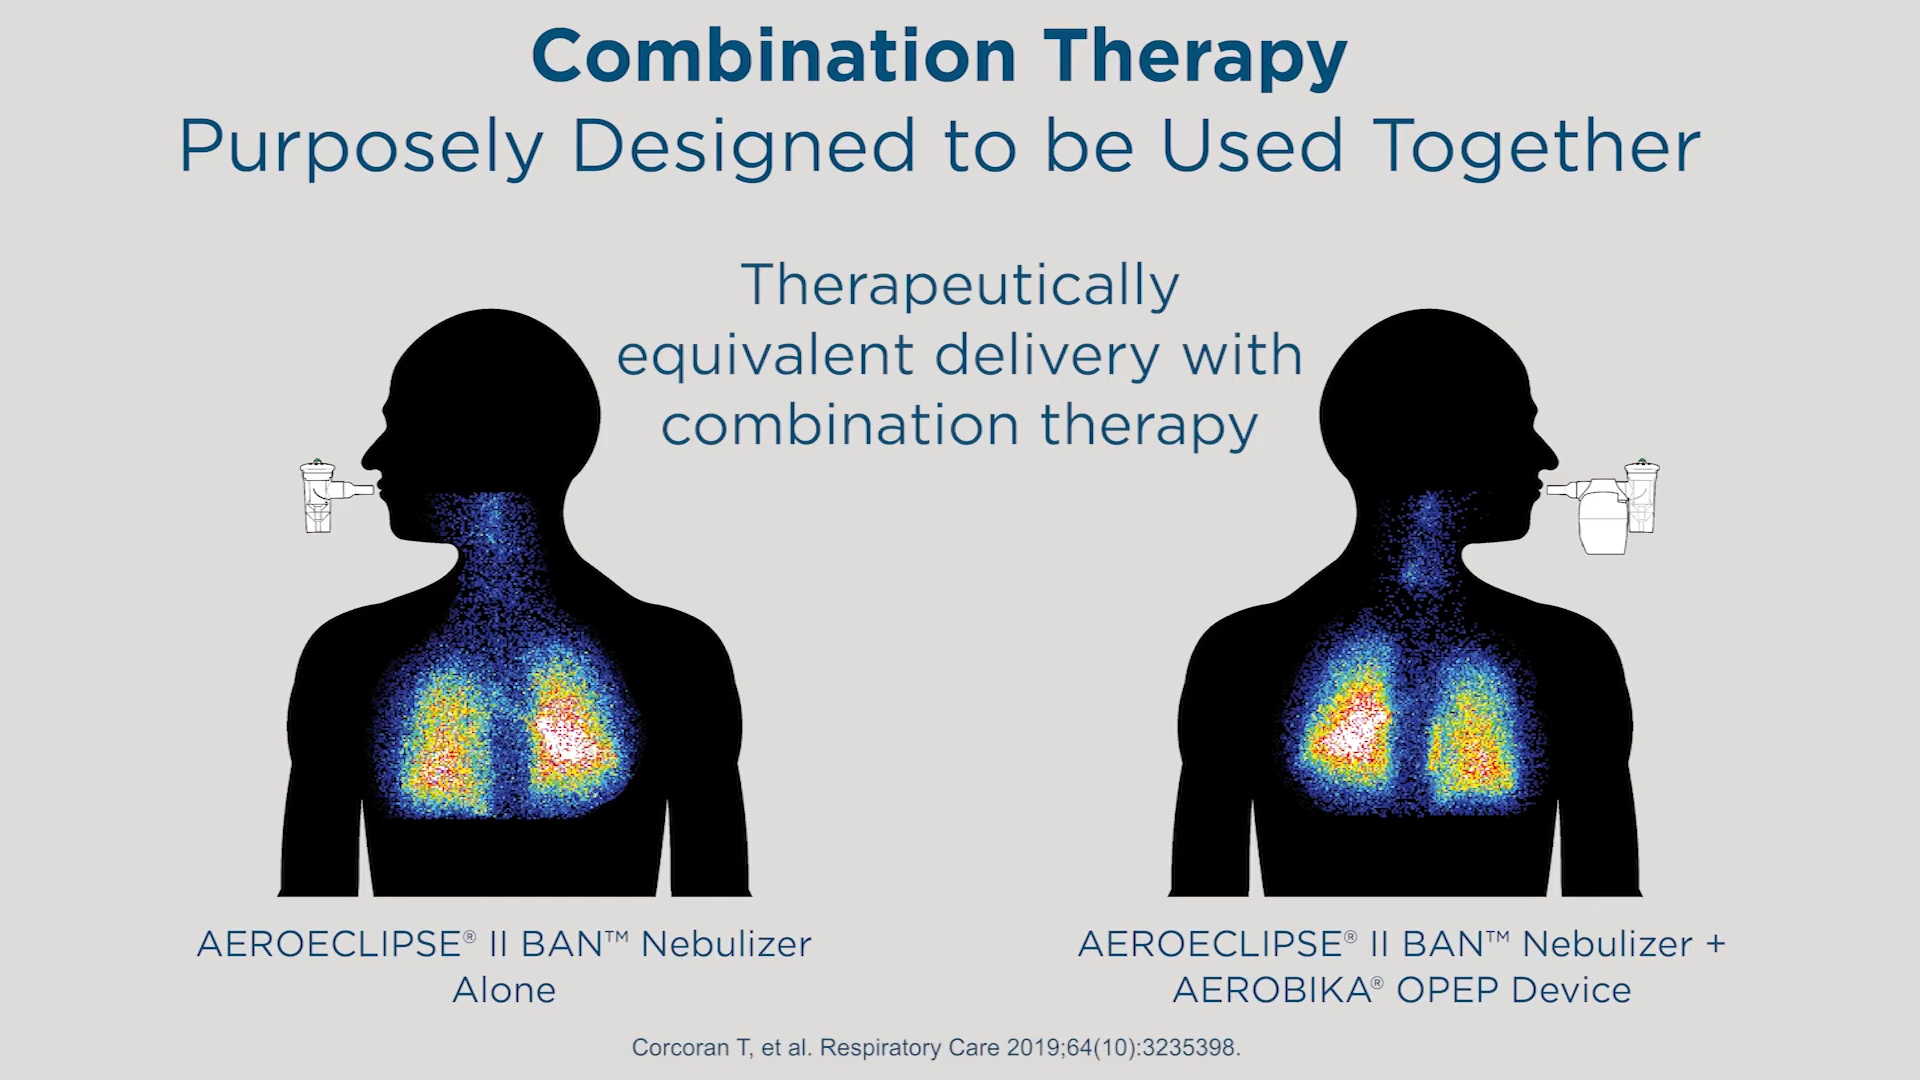 Combination Therapy
Purposely Designed to be Used Together
Therapeutically
equivalent delivery with
combination therapy
AEROECLIPSE® II BAN™ Nebulizer
Alone
AEROECLIPSE® II BAN™ Nebulizer +
AEROBIKA® OPEP Device
Corcoran T, et al. Respiratory Care 2019;64(10):3235398.